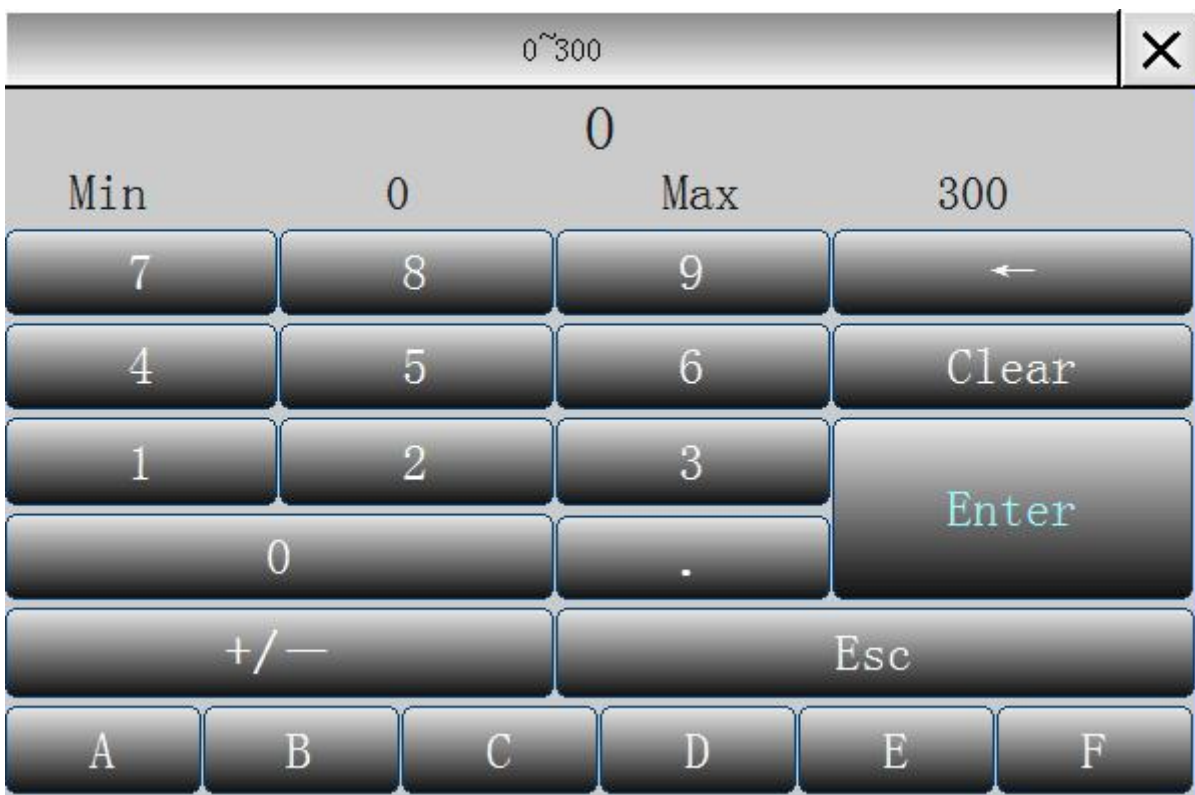 0~300
0
Min 0 Max 300
7 8 9 ←
4 5 6 Clear
1 2 3
Enter
0 .
+/— Esc
A B C D E F